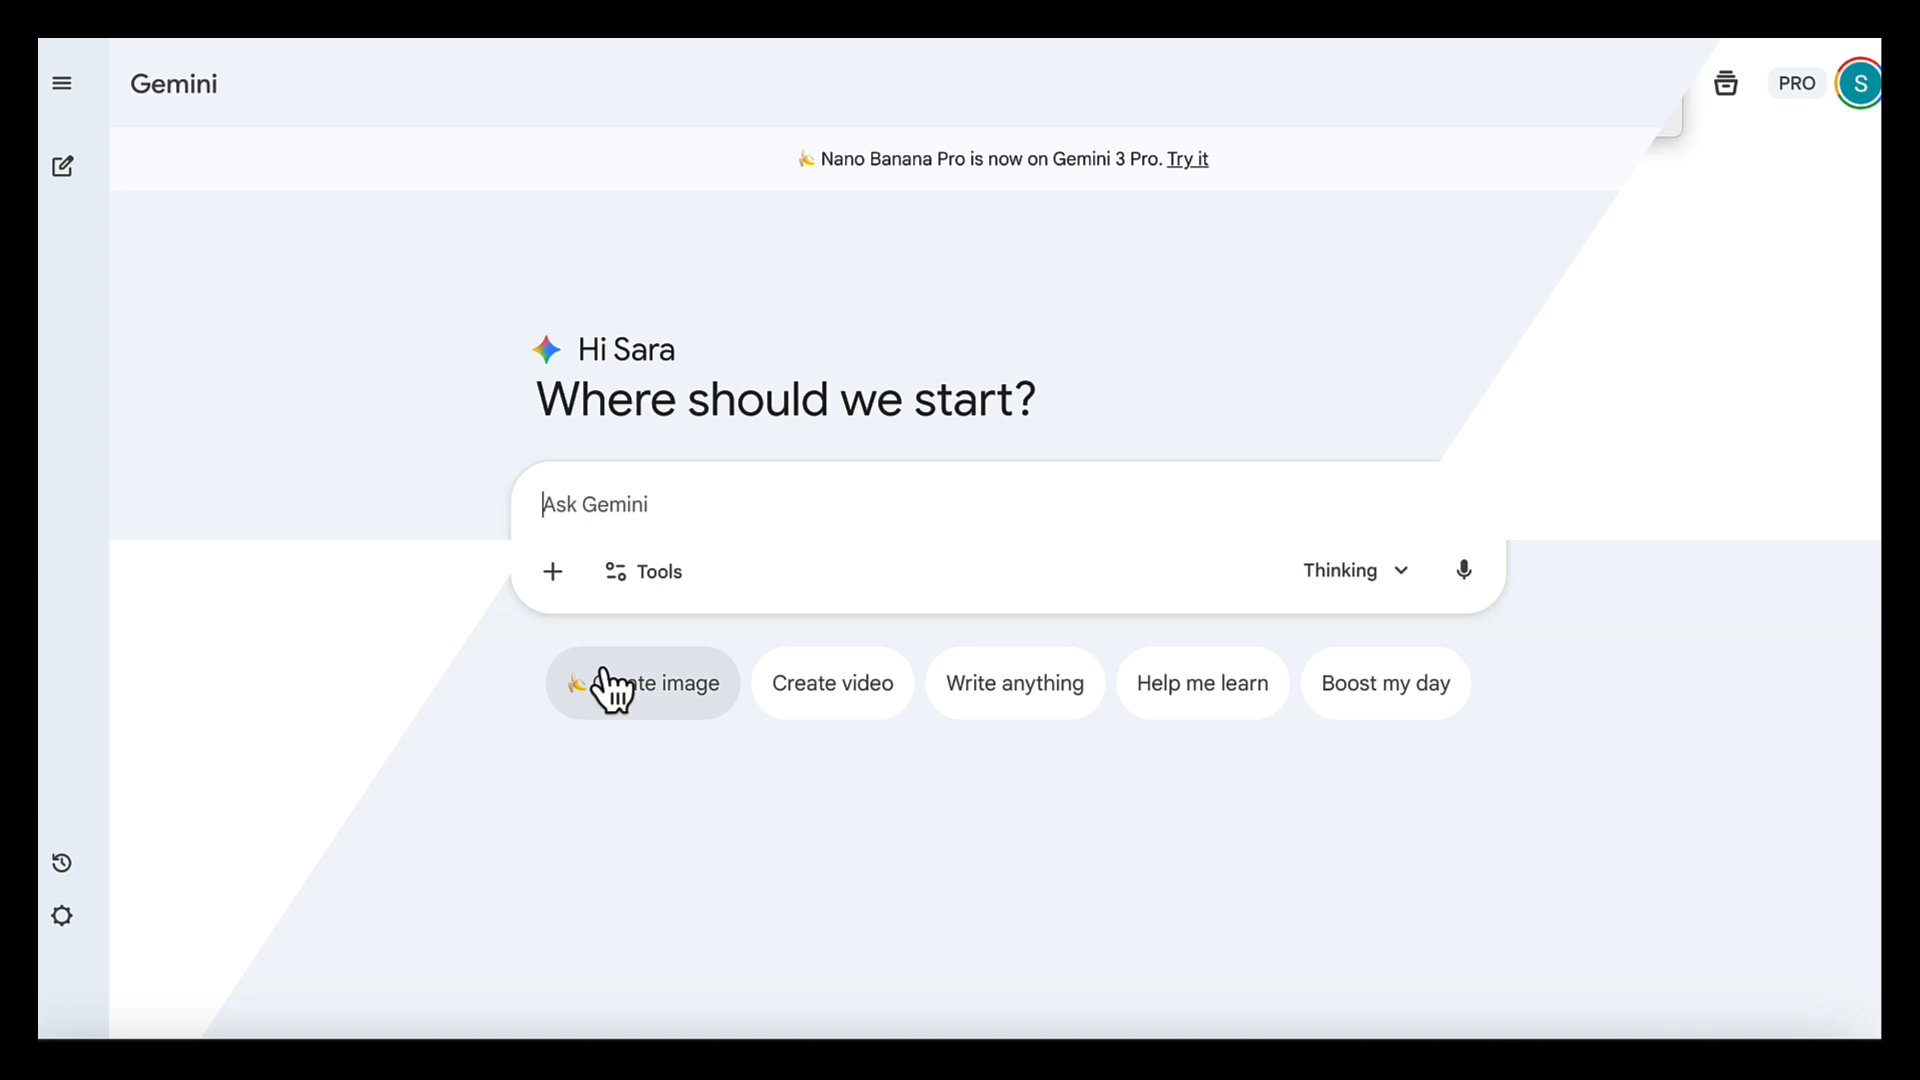 Gemini
PRO
S
Nano Banana Pro is now on Gemini 3 Pro. Try it
Hi Sara
Where should we start?
Ask Gemini
Tools
Thinking
image
Create video
Write anything
Help me learn
Boost my day